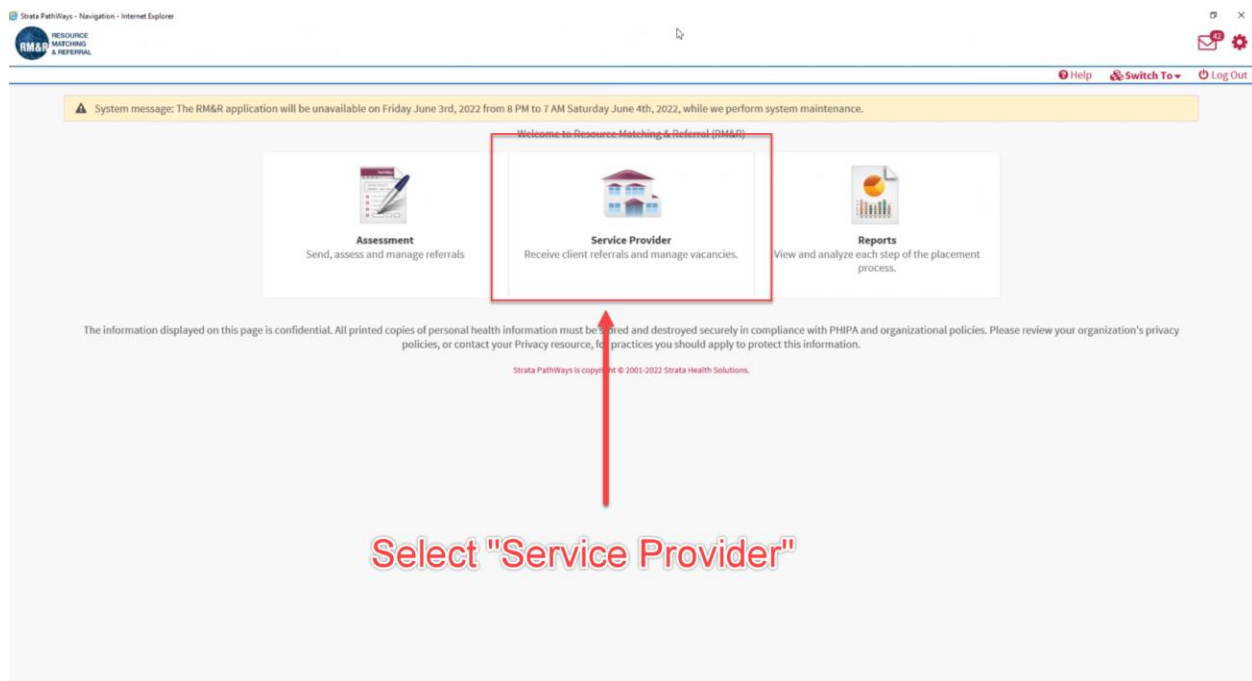 Strata PathWays - Navigation - Internet Explorer
RM&R
RESOURCE
MATCHING
& REFERRAL
42
Help
Switch To
Log Out
System message: The RM&R application will be unavailable on Friday June 3rd, 2022 from 8 PM to 7 AM Saturday June 4th, 2022, while we perform system maintenance.
Welcome to Resource Matching & Referral (RM&R)
Assessment
Send, assess and manage referrals
Service Provider
Receive client referrals and manage vacancies.
Reports
View and analyze each step of the placement
process.
The information displayed on this page is confidential. All printed copies of personal health information must be stored and destroyed securely in compliance with PHIPA and organizational policies. Please review your organization's privacy
policies, or contact your Privacy resource, for practices you should apply to protect this information.
Strata PathWays is copyright © 2001-2022 Strata Health Solutions.
Select "Service Provider"